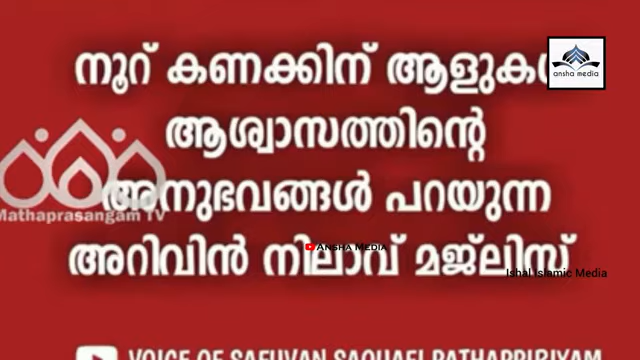 നൂറ് കണക്കിന് ആളുകൾ
ansha media
ആശ്വാസത്തിന്റെ
അനുഭവങ്ങൾ പറയുന്ന
Mathaprasangam TV
ANSHA MEDIA
അറിവിൻ നിലാവ് മജ്ലിസ്
Ishal Islamic Media
VOICE OF SAFUVAN SAQUAFI PATHAPPIRIYAM